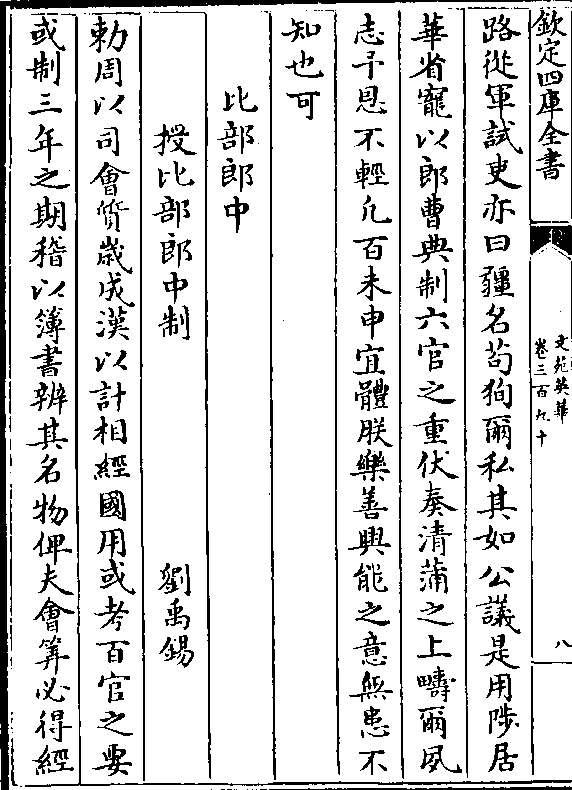 欽定四庫全書
文苑英華
卷三百九十
八
路從軍試吏亦曰疆名苟狥爾私其如公議是用陟居
華省寵以郎曹典制六官之重伏奏清蒲之上疇爾夙
志予恩不輕凢百未申宜體朕樂善興能之意無患不
知也可
比部郎中
授比部郎中制
劉禹錫
勅周以司會質歲成漢以計相經國用或考百官之要
或制三年之期稽以簿書辨其名物俾夫會筭必得經